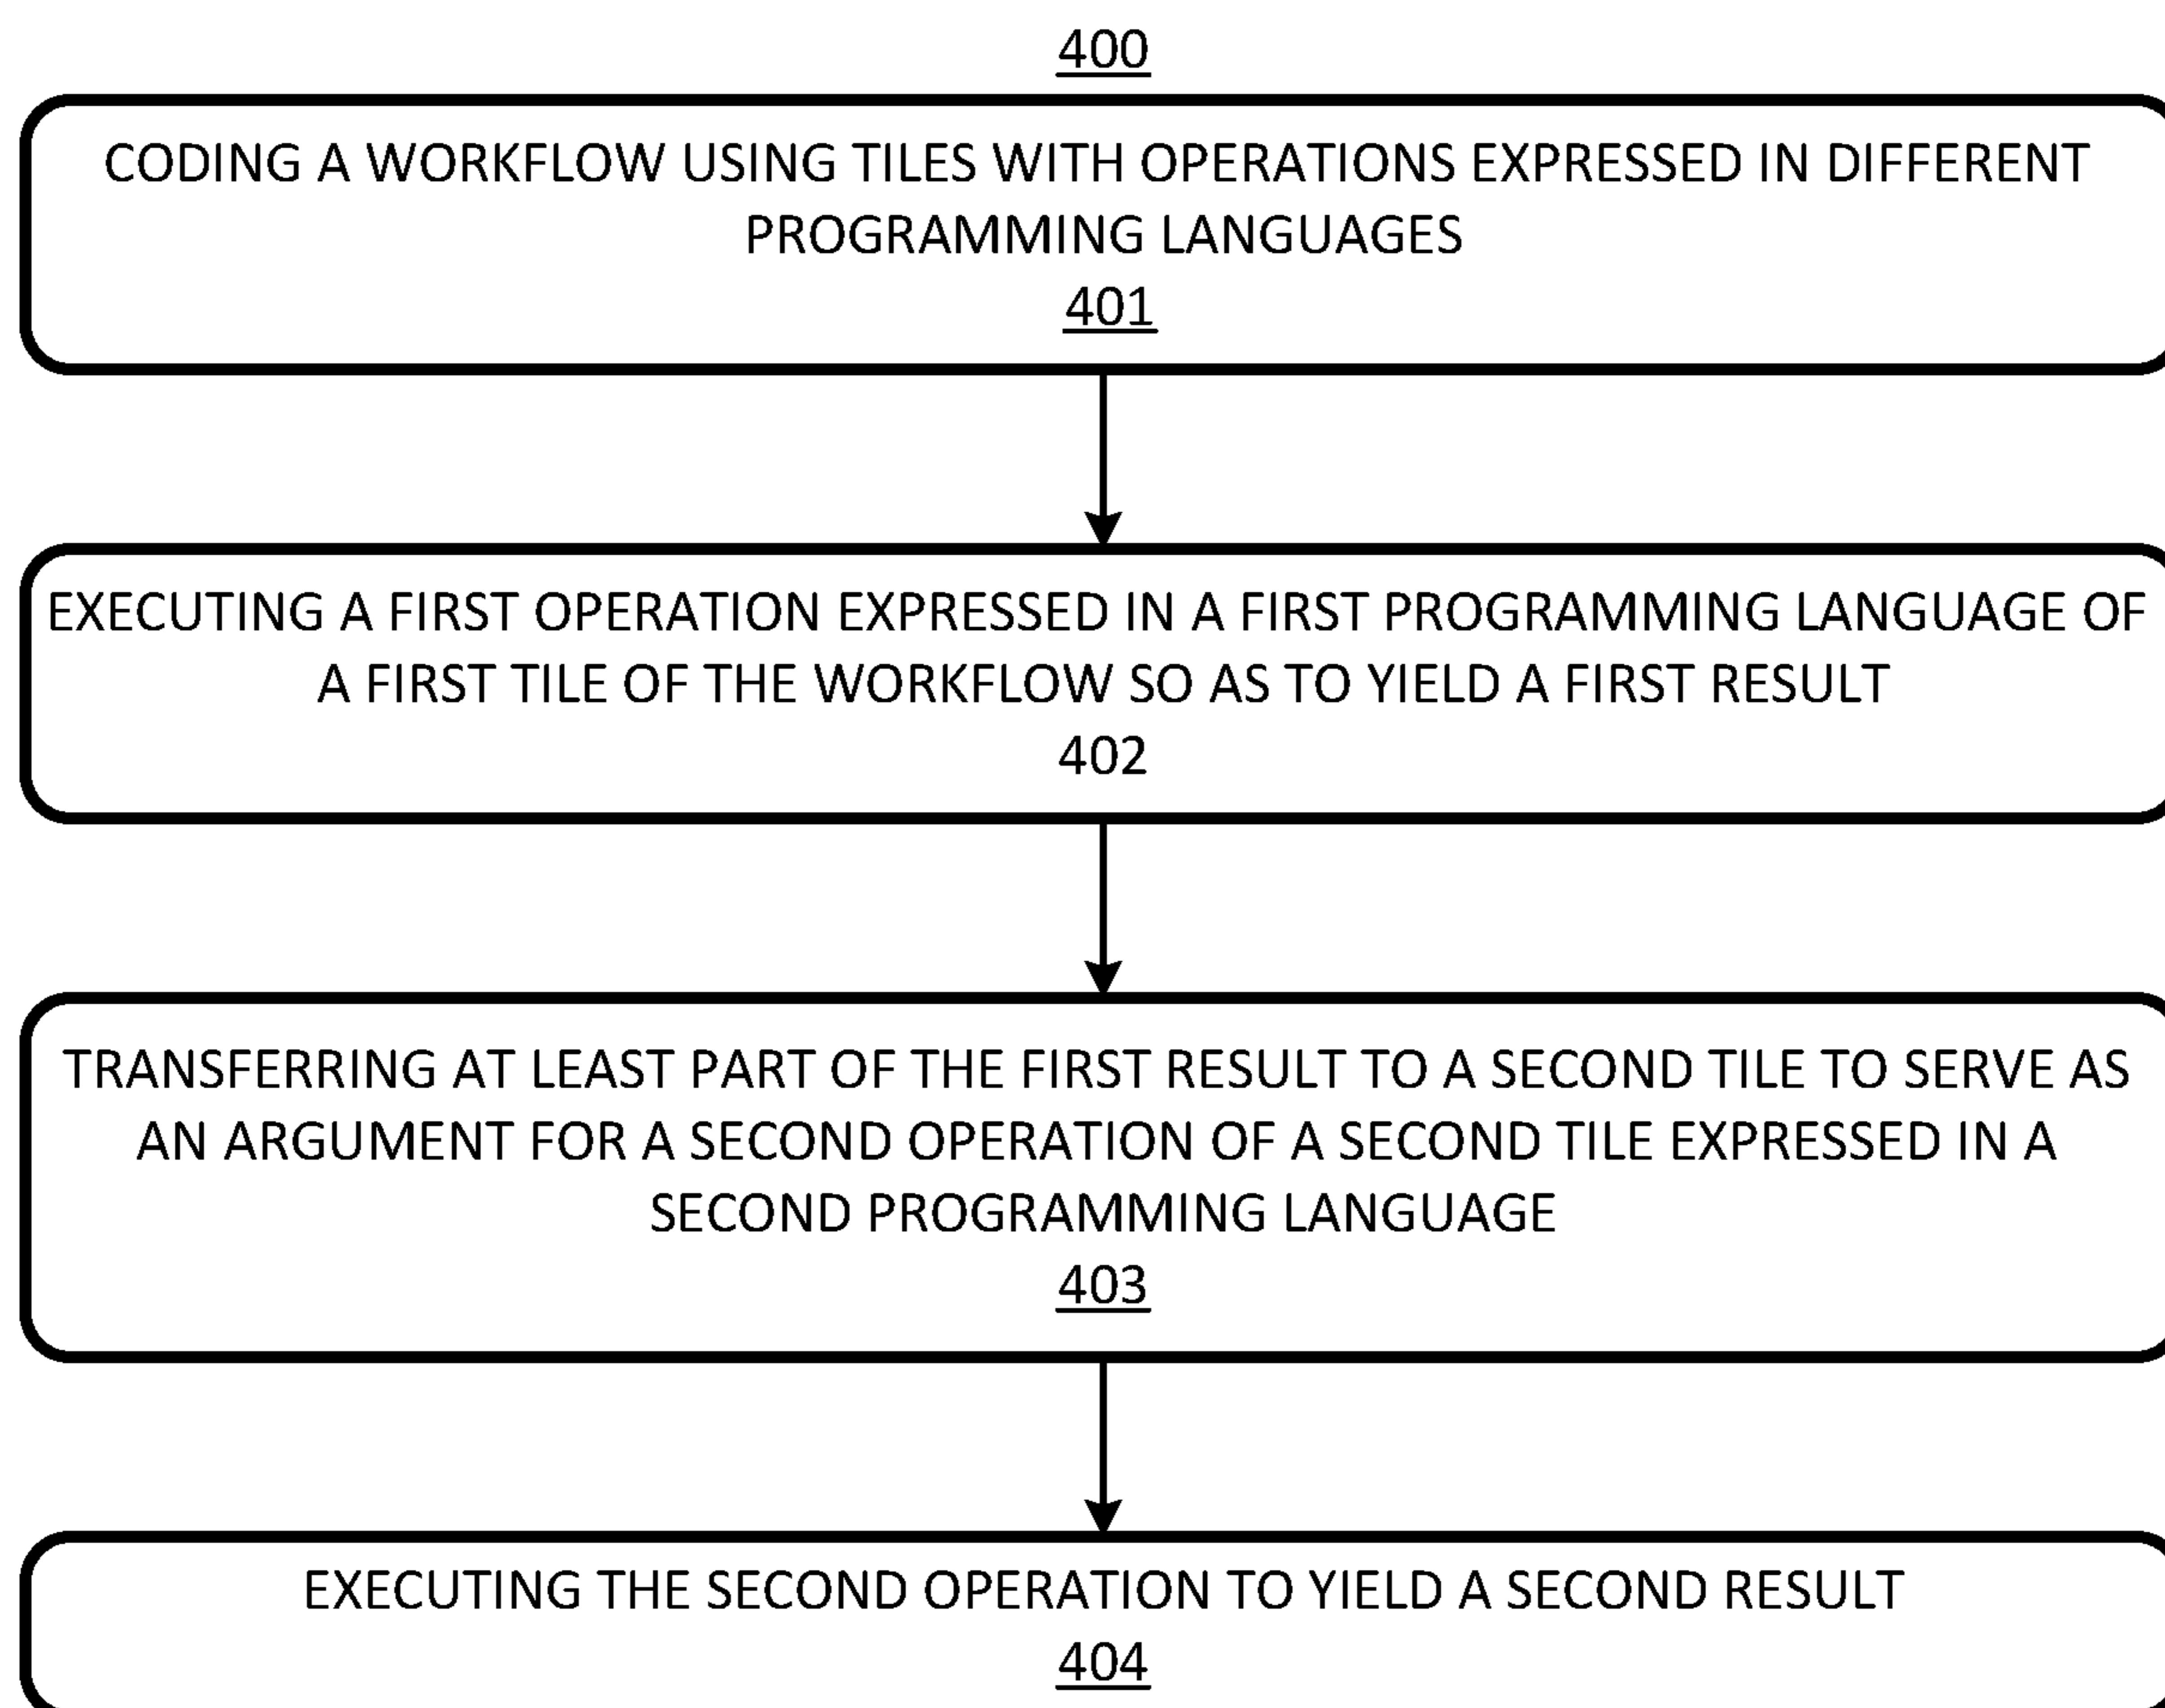 400
CODING A WORKFLOW USING TILES WITH OPERATIONS EXPRESSED IN DIFFERENT
PROGRAMMING LANGUAGES
401
EXECUTING A FIRST OPERATION EXPRESSED IN A FIRST PROGRAMMING LANGUAGE OF
A FIRST TILE OF THE WORKFLOW SO AS TO YIELD A FIRST RESULT
402
TRANSFERRING AT LEAST PART OF THE FIRST RESULT TO A SECOND TILE TO SERVE AS
AN ARGUMENT FOR A SECOND OPERATION OF A SECOND TILE EXPRESSED IN A
SECOND PROGRAMMING LANGUAGE
403
EXECUTING THE SECOND OPERATION TO YIELD A SECOND RESULT
404